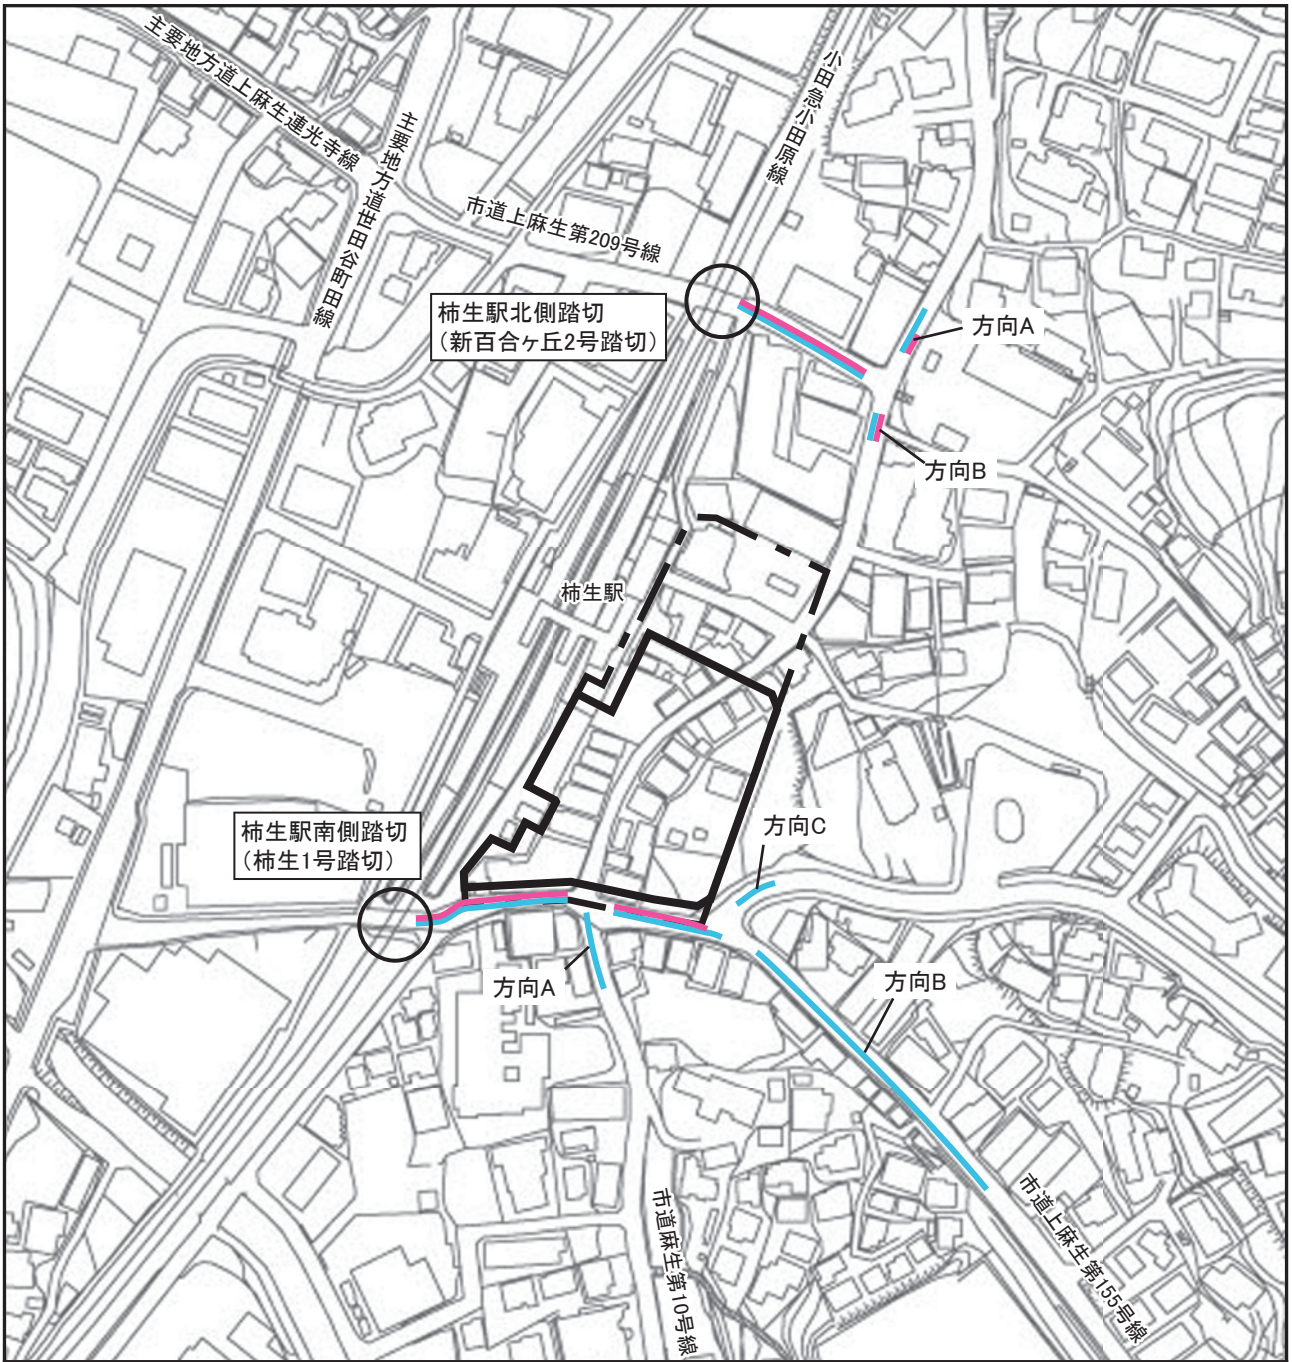 主要地方道上麻生連光寺線
主要地方道世田谷町田線
小田急小田原線
市道上麻生第209号線
柿生駅北側踏切
（新百合ヶ丘2号踏切）
方向A
方向B
柿生駅
柿生駅南側踏切
（柿生1号踏切）
方向C
方向A
方向B
市道麻生第10号線
市道上麻生第155号線